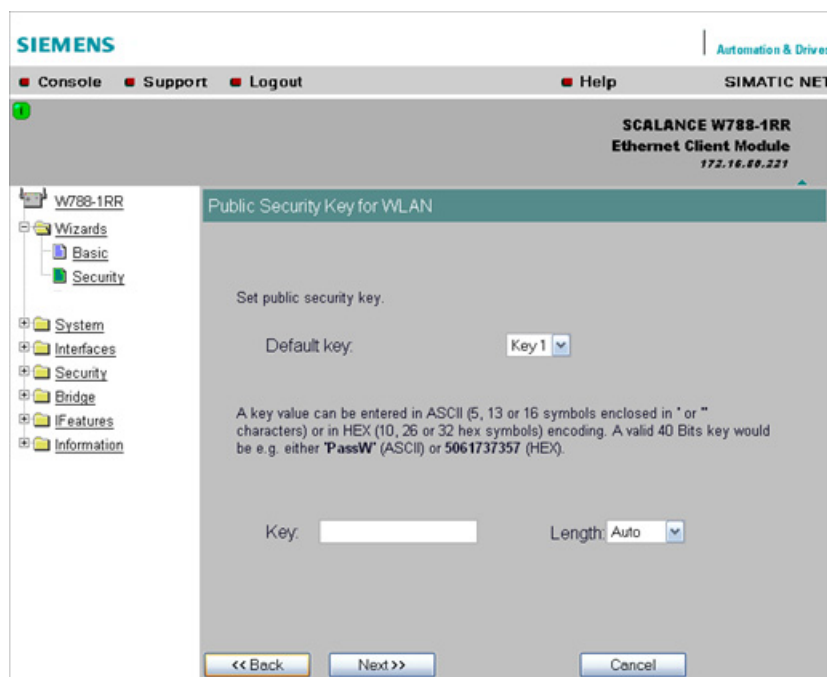 SIEMENS
Automation & Drives
Console Support Logout Help SIMATIC NET
SCALANCE W788-1RR
Ethernet Client Module
172.16.80.221
W788-1RR
Wizards
Basic
Security
System
Interfaces
Security
Bridge
IFeatures
Information
Public Security Key for WLAN
Set public security key.
Default key: Key 1
A key value can be entered in ASCII (5, 13 or 16 symbols enclosed in ' or "
characters) or in HEX (10, 26 or 32 hex symbols) encoding. A valid 40 Bits key would
be e.g. either 'PassW' (ASCII) or 5061737357 (HEX).
Key: Length: Auto
<< Back Next >> Cancel